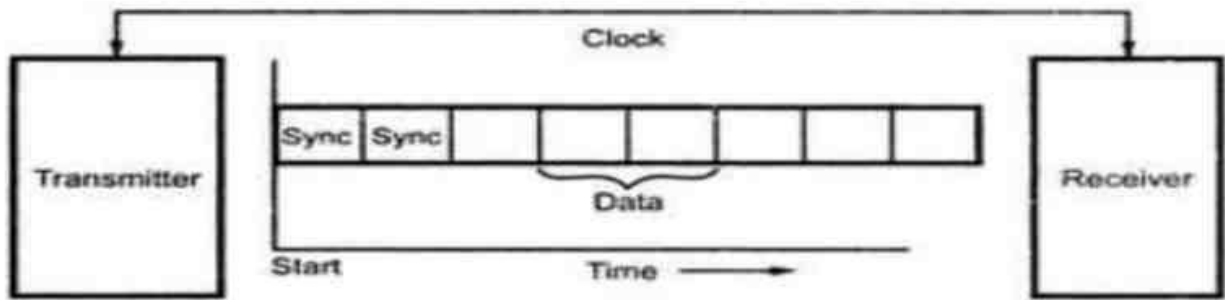 Clock
Sync Sync
Transmitter
Receiver
Data
Start
Time